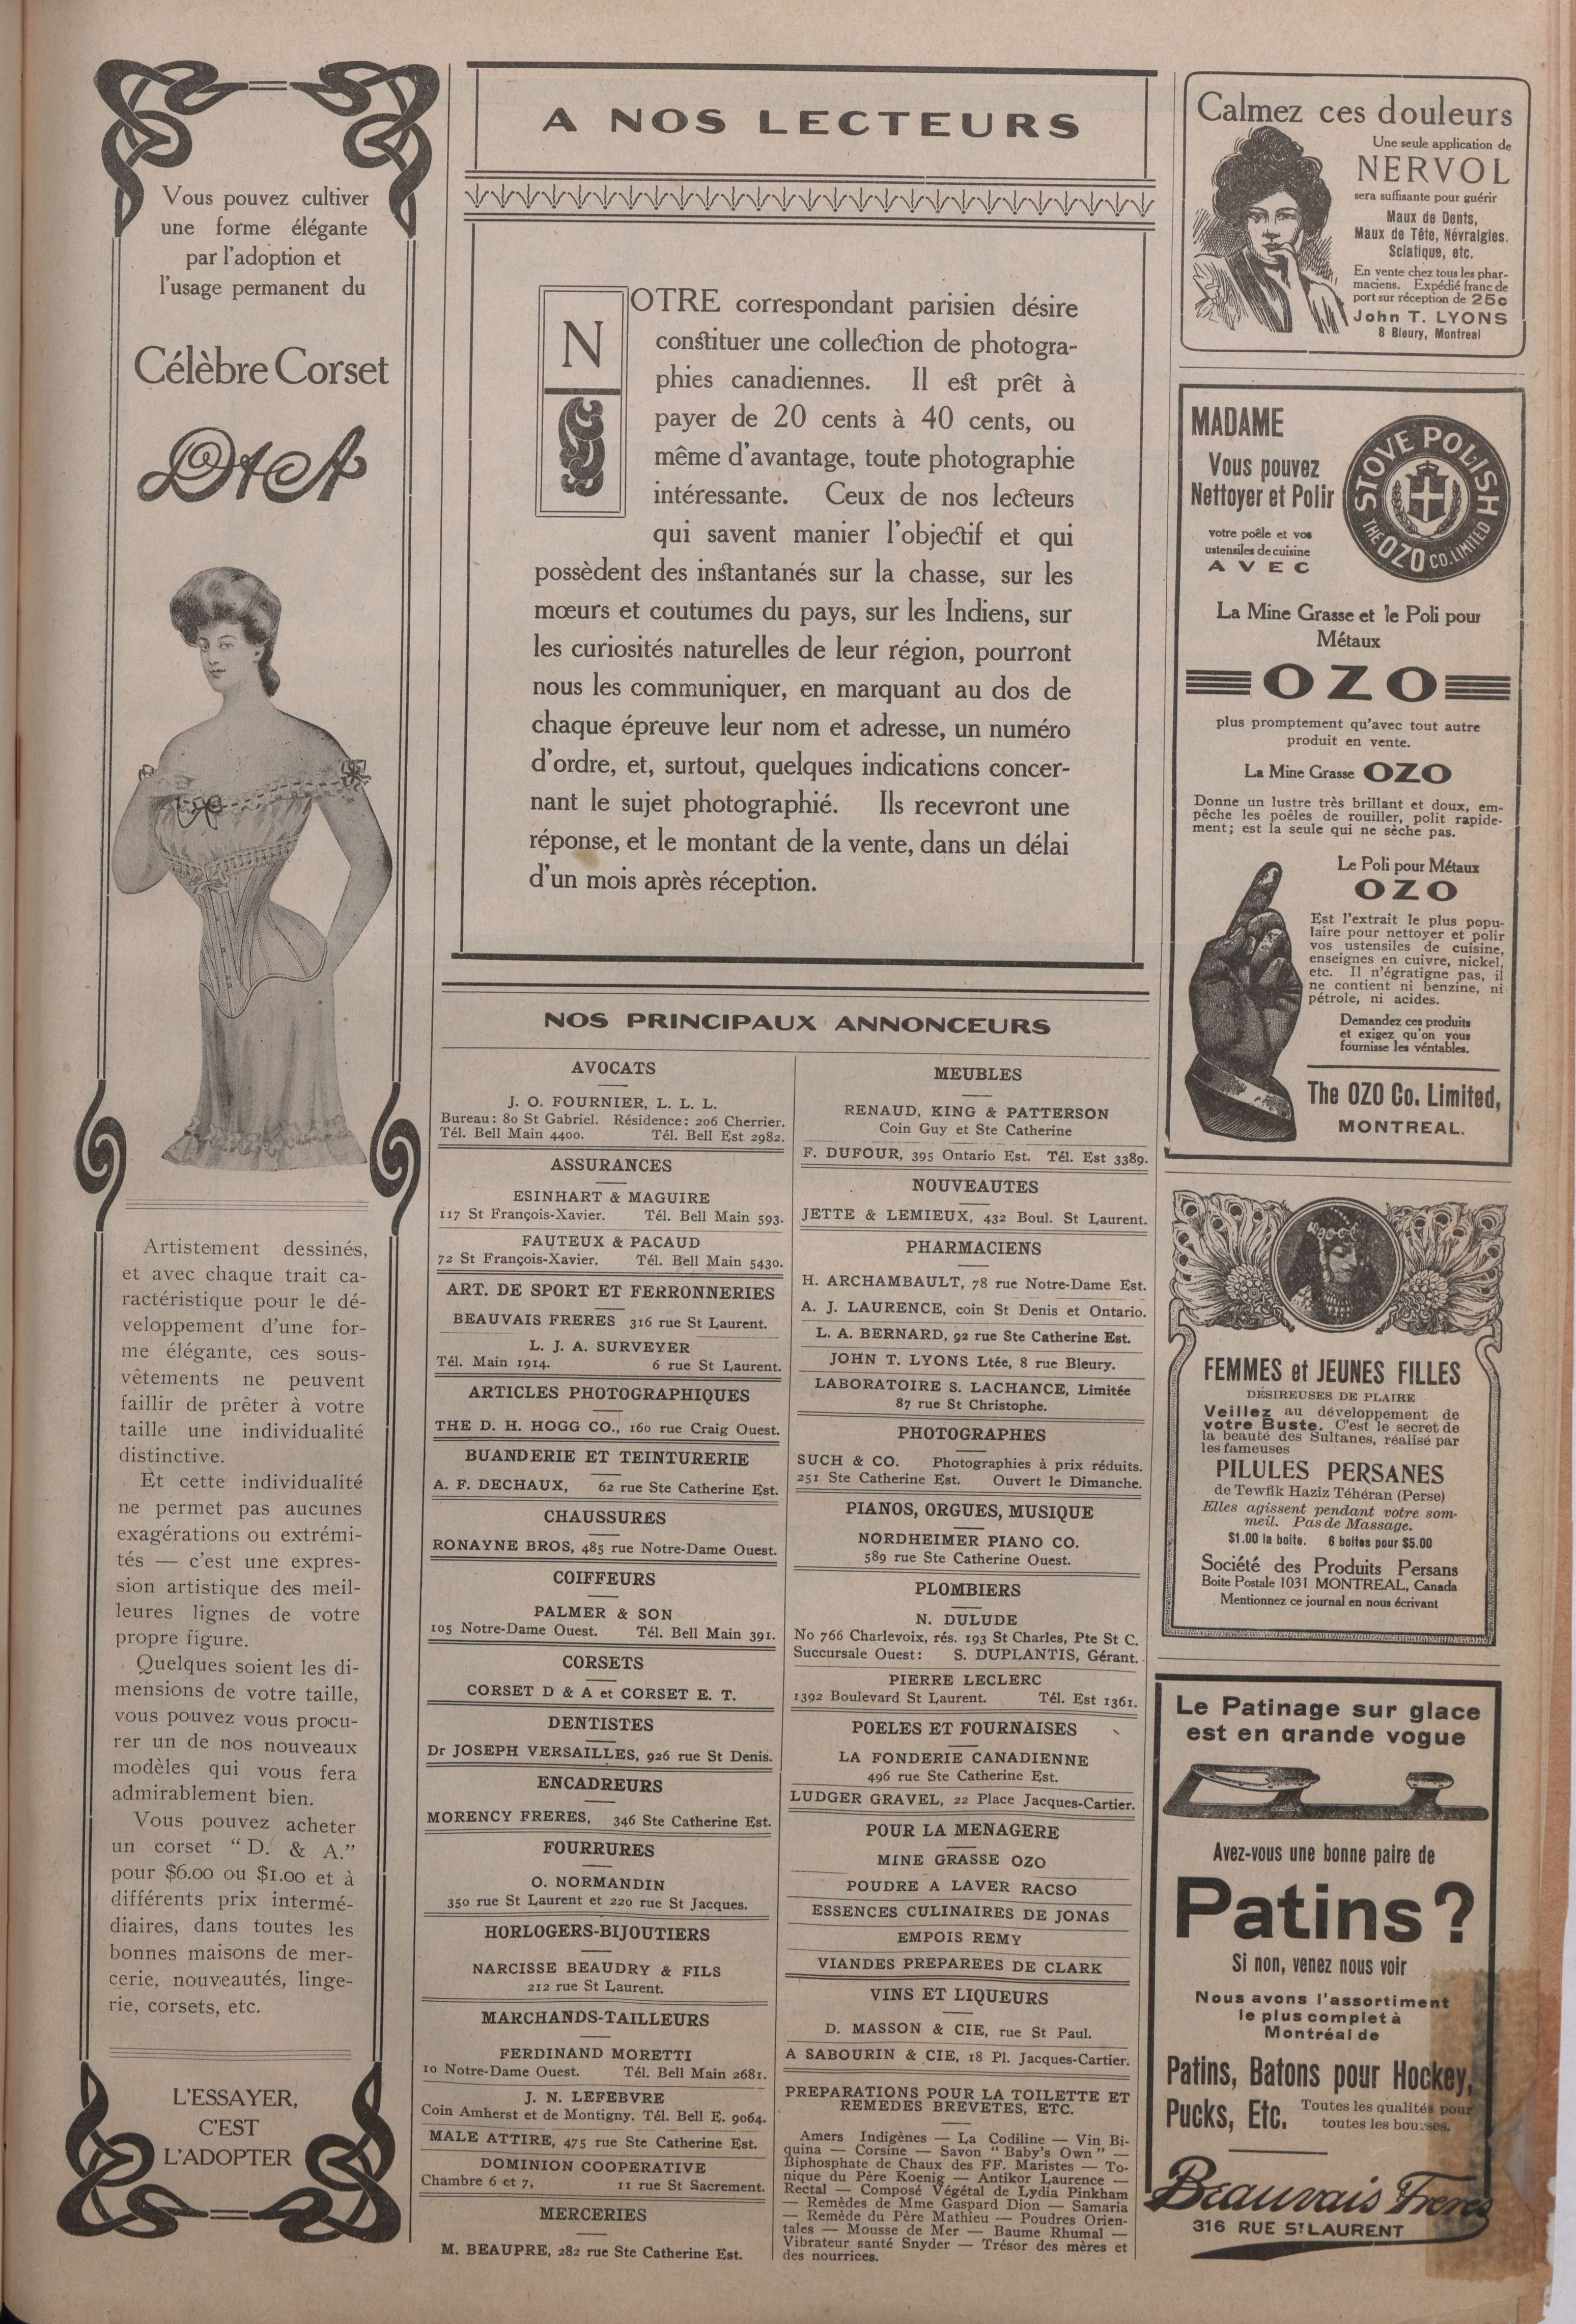 Vous pouvez cultiver
une forme élégante
par l'adoption et
l'usage permanent du
Célèbre Corset
D & A
Artistement dessinés,
et avec chaque trait ca-
ractéristique pour le dé-
veloppement d'une for-
me élégante, ces sous-
vêtements ne peuvent
faillir de prêter à votre
taille une individualité
distinctive.
Et cette individualité
ne permet pas aucunes
exagérations ou extrémi-
tés — c'est une expres-
sion artistique des meil-
leures lignes de votre
propre figure.
Quelques soient les di-
mensions de votre taille,
vous pouvez vous procu-
rer un de nos nouveaux
modèles qui vous fera
admirablement bien.
Vous pouvez acheter
un corset "D. & A."
pour $6.00 ou $1.00 et à
différents prix intermé-
diaires, dans toutes les
bonnes maisons de mer-
cerie, nouveautés, linge-
rie, corsets, etc.
L'ESSAYER,
C'EST
L'ADOPTER
A NOS LECTEURS
NOTRE correspondant parisien désire
constituer une collection de photogra-
phies canadiennes. Il est prêt à
payer de 20 cents à 40 cents, ou
même d'avantage, toute photographie
intéressante. Ceux de nos lecteurs
qui savent manier l'objectif et qui
possèdent des instantanés sur la chasse, sur les
mœurs et coutumes du pays, sur les Indiens, sur
les curiosités naturelles de leur région, pourront
nous les communiquer, en marquant au dos de
chaque épreuve leur nom et adresse, un numéro
d'ordre, et, surtout, quelques indications concer-
nant le sujet photographié. Ils recevront une
réponse, et le montant de la vente, dans un délai
d'un mois après réception.
NOS PRINCIPAUX ANNONCEURS
AVOCATS
J. O. FOURNIER, L. L. L.
Bureau: 80 St Gabriel. Résidence: 206 Cherrier.
Tél. Bell Main 4400. Tél. Bell Est 2982.
ASSURANCES
ESINHART & MAGUIRE
117 St François-Xavier. Tél. Bell Main 593.
FAUTEUX & PACAUD
72 St François-Xavier. Tél. Bell Main 5430.
ART. DE SPORT ET FERRONNERIES
BEAUVAIS FRERES 316 rue St Laurent.
L. J. A. SURVEYER
Tél. Main 1914. 6 rue St Laurent.
ARTICLES PHOTOGRAPHIQUES
THE D. H. HOGG CO., 160 rue Craig Ouest.
BUANDERIE ET TEINTURERIE
A. F. DECHAUX, 62 rue Ste Catherine Est.
CHAUSSURES
RONAYNE BROS, 485 rue Notre-Dame Ouest.
COIFFEURS
PALMER & SON
105 Notre-Dame Ouest. Tél. Bell Main 391.
CORSETS
CORSET D & A et CORSET E. T.
DENTISTES
Dr JOSEPH VERSAILLES, 926 rue St Denis.
ENCADREURS
MORENCY FRERES, 346 Ste Catherine Est.
FOURRURES
O. NORMANDIN
350 rue St Laurent et 220 rue St Jacques.
HORLOGERS-BIJOUTIERS
NARCISSE BEAUDRY & FILS
212 rue St Laurent.
MARCHANDS-TAILLEURS
FERDINAND MORETTI
10 Notre-Dame Ouest. Tél. Bell Main 2681.
J. N. LEFEBVRE
Coin Amherst et de Montigny. Tél. Bell E. 9064.
MALE ATTIRE, 475 rue Ste Catherine Est.
DOMINION COOPERATIVE
Chambre 6 et 7, 11 rue St Sacrement.
MERCERIES
M. BEAUPRE, 282 rue Ste Catherine Est.
MEUBLES
RENAUD, KING & PATTERSON
Coin Guy et Ste Catherine
F. DUFOUR, 395 Ontario Est. Tél. Est 3389.
NOUVEAUTES
JETTE & LEMIEUX, 432 Boul. St Laurent.
PHARMACIENS
H. ARCHAMBAULT, 78 rue Notre-Dame Est.
A. J. LAURENCE, coin St Denis et Ontario.
L. A. BERNARD, 92 rue Ste Catherine Est.
JOHN T. LYONS Ltée, 8 rue Bleury.
LABORATOIRE S. LACHANCE, Limitée
87 rue St Christophe.
PHOTOGRAPHES
SUCH & CO. Photographies à prix réduits.
251 Ste Catherine Est. Ouvert le Dimanche.
PIANOS, ORGUES, MUSIQUE
NORDHEIMER PIANO CO.
589 rue Ste Catherine Ouest.
PLOMBIERS
N. DULUDE
No 766 Charlevoix, rés. 193 St Charles, Pte St C.
Succursale Ouest: S. DUPLANTIS, Gérant.
PIERRE LECLERC
1392 Boulevard St Laurent. Tél. Est 1361.
POELES ET FOURNAISES
LA FONDERIE CANADIENNE
496 rue Ste Catherine Est.
LUDGER GRAVEL, 22 Place Jacques-Cartier.
POUR LA MENAGERE
MINE GRASSE OZO
POUDRE A LAVER RACSO
ESSENCES CULINAIRES DE JONAS
EMPOIS REMY
VIANDES PREPAREES DE CLARK
VINS ET LIQUEURS
D. MASSON & CIE, rue St Paul.
A SABOURIN & CIE, 18 Pl. Jacques-Cartier.
PREPARATIONS POUR LA TOILETTE ET
REMEDES BREVETES, ETC.
Amers Indigènes — La Codiline — Vin Bi-
quina — Corsine — Savon "Baby's Own" —
Biphosphate de Chaux des FF. Maristes — To-
nique du Père Koenig — Antikor Laurence —
Rectal — Composé Végétal de Lydia Pinkham
— Remèdes de Mme Gaspard Dion — Samaria
— Remède du Père Mathieu — Poudres Orien-
tales — Mousse de Mer — Baume Rhumal —
Vibrateur santé Snyder — Trésor des mères et
des nourrices.
Calmez ces douleurs
Une seule application de
NERVOL
sera suffisante pour guérir
Maux de Dents,
Maux de Tête, Névralgies,
Sciatique, etc.
En vente chez tous les phar-
maciens. Expédié franc de
port sur réception de 25c
John T. LYONS
8 Bleury, Montreal
MADAME
Vous pouvez
Nettoyer et Polir
votre poêle et vos
ustensiles de cuisine
AVEC
STOVE POLISH
THE OZO CO. LIMITED
La Mine Grasse et le Poli pour
Métaux
OZO
plus promptement qu'avec tout autre
produit en vente.
La Mine Grasse OZO
Donne un lustre très brillant et doux, em-
pêche les poêles de rouiller, polit rapide-
ment; est la seule qui ne sèche pas.
Le Poli pour Métaux
OZO
Est l'extrait le plus popu-
laire pour nettoyer et polir
vos ustensiles de cuisine,
enseignes en cuivre, nickel,
etc. Il n'égratigne pas, il
ne contient ni benzine, ni
pétrole, ni acides.
Demandez ces produits
et exigez qu'on vous
fournisse les véritables.
The OZO Co. Limited,
MONTREAL.
FEMMES et JEUNES FILLES
DÉSIREUSES DE PLAIRE
Veillez au développement de
votre Buste. C'est le secret de
la beauté des Sultanes, réalisé par
les fameuses
PILULES PERSANES
de Tewfik Haziz Téhéran (Perse)
Elles agissent pendant votre som-
meil. Pas de Massage.
$1.00 la boite. 6 boites pour $5.00
Société des Produits Persans
Boite Postale 1031 MONTREAL, Canada
Mentionnez ce journal en nous écrivant
Le Patinage sur glace
est en grande vogue
Avez-vous une bonne paire de
Patins?
Si non, venez nous voir
Nous avons l'assortiment
le plus complet à
Montréal de
Patins, Batons pour Hockey,
Pucks, Etc. Toutes les qualités pour
toutes les bourses.
Beauvais Freres
316 RUE ST LAURENT